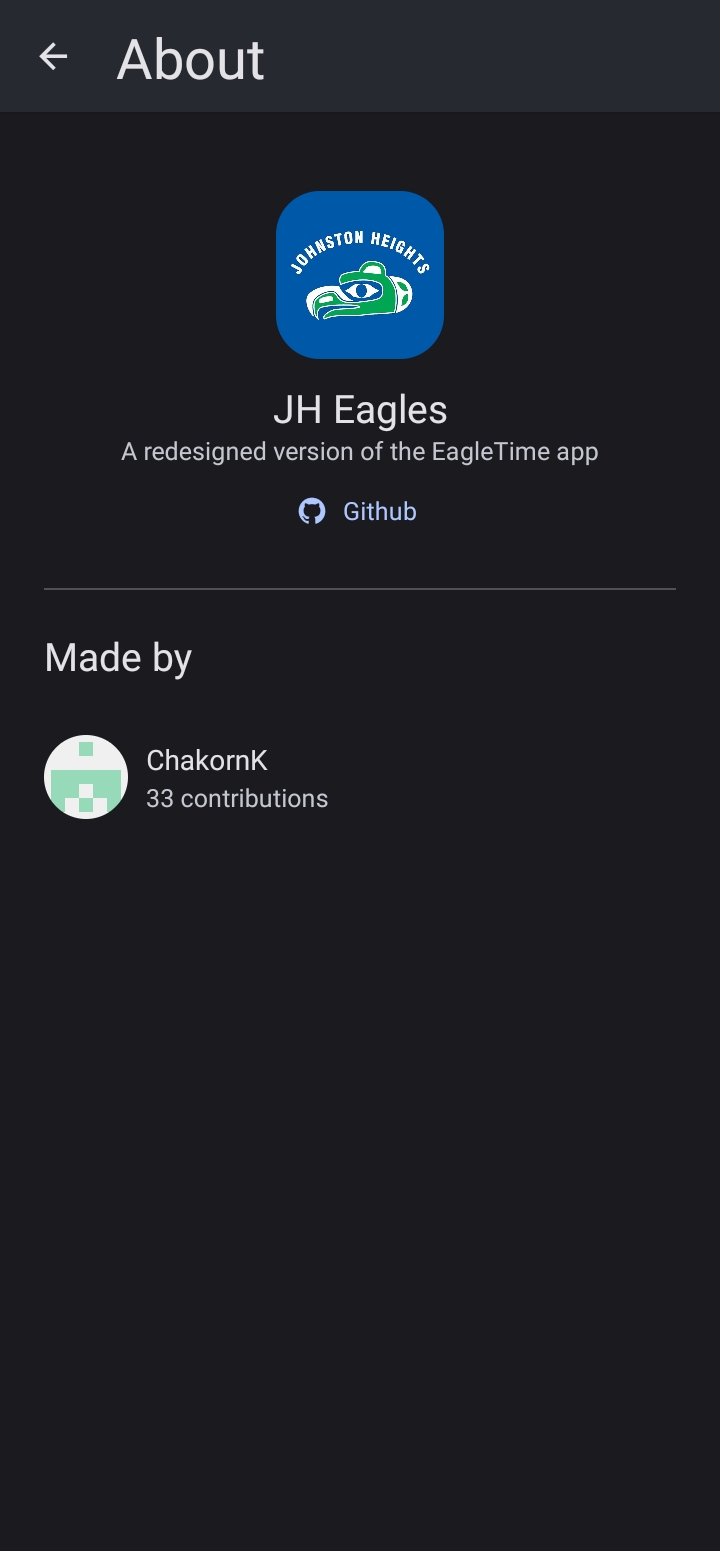 About
JOHNSTON HEIGHTS
JH Eagles
A redesigned version of the EagleTime app
Github
Made by
ChakornK
33 contributions